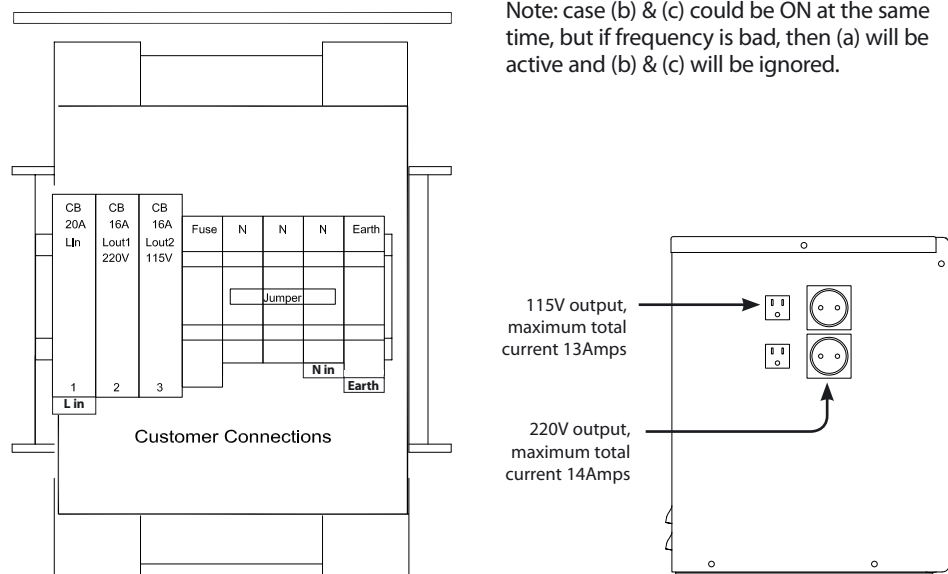 Note: case (b) & (c) could be ON at the same
time, but if frequency is bad, then (a) will be
active and (b) & (c) will be ignored.
CB
20A
LIn
CB
16A
Lout1
220V
CB
16A
Lout2
115V
Fuse
N
N
N
Earth
Jumper
N in
Earth
1
2
3
L in
Customer Connections
115V output,
maximum total
current 13Amps
220V output,
maximum total
current 14Amps